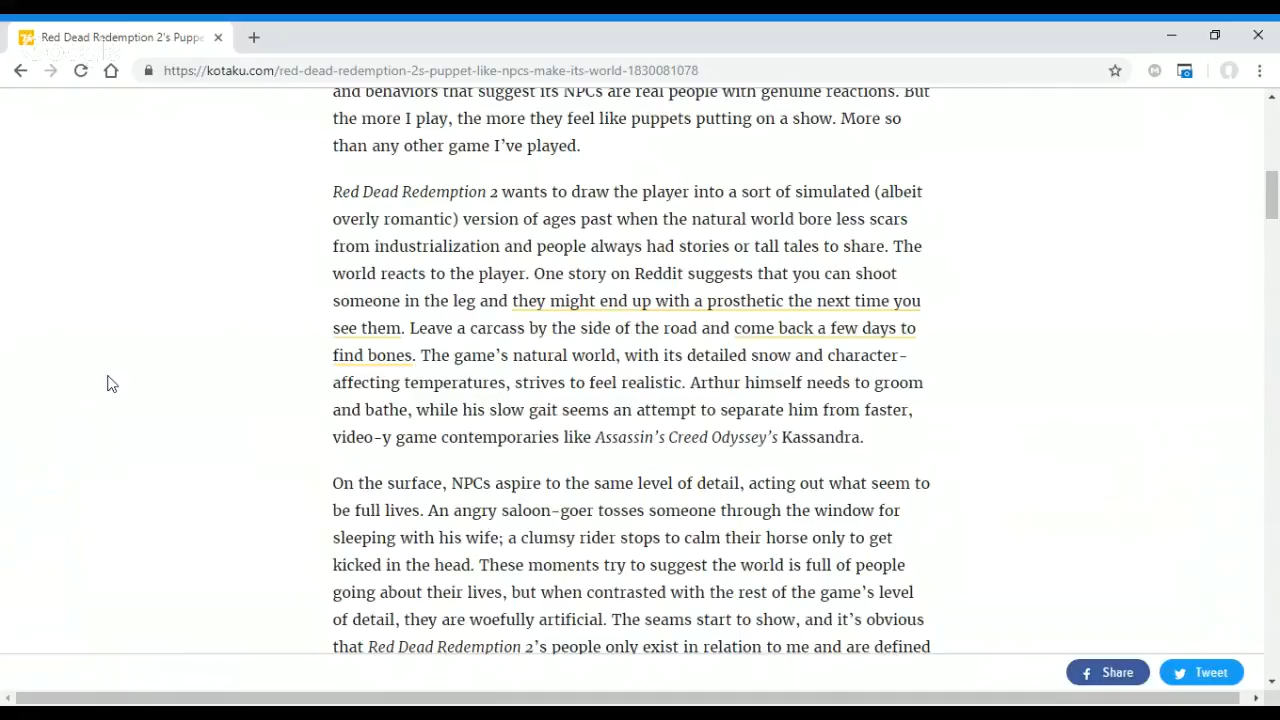 Red Dead Redemption 2's Puppe
https://kotaku.com/red-dead-redemption-2s-puppet-like-npcs-make-its-world-1830081078
and behaviors that suggest its NPCs are real people with genuine reactions. But
the more I play, the more they feel like puppets putting on a show. More so
than any other game I've played.
Red Dead Redemption 2 wants to draw the player into a sort of simulated (albeit
overly romantic) version of ages past when the natural world bore less scars
from industrialization and people always had stories or tall tales to share. The
world reacts to the player. One story on Reddit suggests that you can shoot
someone in the leg and they might end up with a prosthetic the next time you
see them. Leave a carcass by the side of the road and come back a few days to
find bones. The game's natural world, with its detailed snow and character-
affecting temperatures, strives to feel realistic. Arthur himself needs to groom
and bathe, while his slow gait seems an attempt to separate him from faster,
video-y game contemporaries like Assassin's Creed Odyssey's Kassandra.
On the surface, NPCs aspire to the same level of detail, acting out what seem to
be full lives. An angry saloon-goer tosses someone through the window for
sleeping with his wife; a clumsy rider stops to calm their horse only to get
kicked in the head. These moments try to suggest the world is full of people
going about their lives, but when contrasted with the rest of the game's level
of detail, they are woefully artificial. The seams start to show, and it's obvious
that Red Dead Redemption 2's people only exist in relation to me and are defined
Share
Tweet